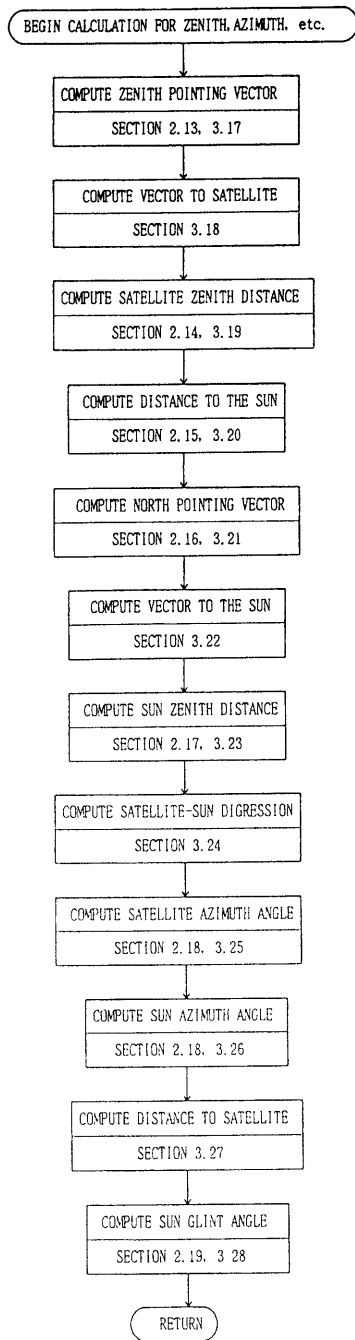 BEGIN CALCULATION FOR ZENITH, AZIMUTH, etc.
COMPUTE ZENITH POINTING VECTOR
SECTION 2.13, 3.17
COMPUTE VECTOR TO SATELLITE
SECTION 3.18
COMPUTE SATELLITE ZENITH DISTANCE
SECTION 2.14, 3.19
COMPUTE DISTANCE TO THE SUN
SECTION 2.15, 3.20
COMPUTE NORTH POINTING VECTOR
SECTION 2.16, 3.21
COMPUTE VECTOR TO THE SUN
SECTION 3.22
COMPUTE SUN ZENITH DISTANCE
SECTION 2.17, 3.23
COMPUTE SATELLITE-SUN DIGRESSION
SECTION 3.24
COMPUTE SATELLITE AZIMUTH ANGLE
SECTION 2.18, 3.25
COMPUTE SUN AZIMUTH ANGLE
SECTION 2.18, 3.26
COMPUTE DISTANCE TO SATELLITE
SECTION 3.27
COMPUTE SUN GLINT ANGLE
SECTION 2.19, 3 28
RETURN